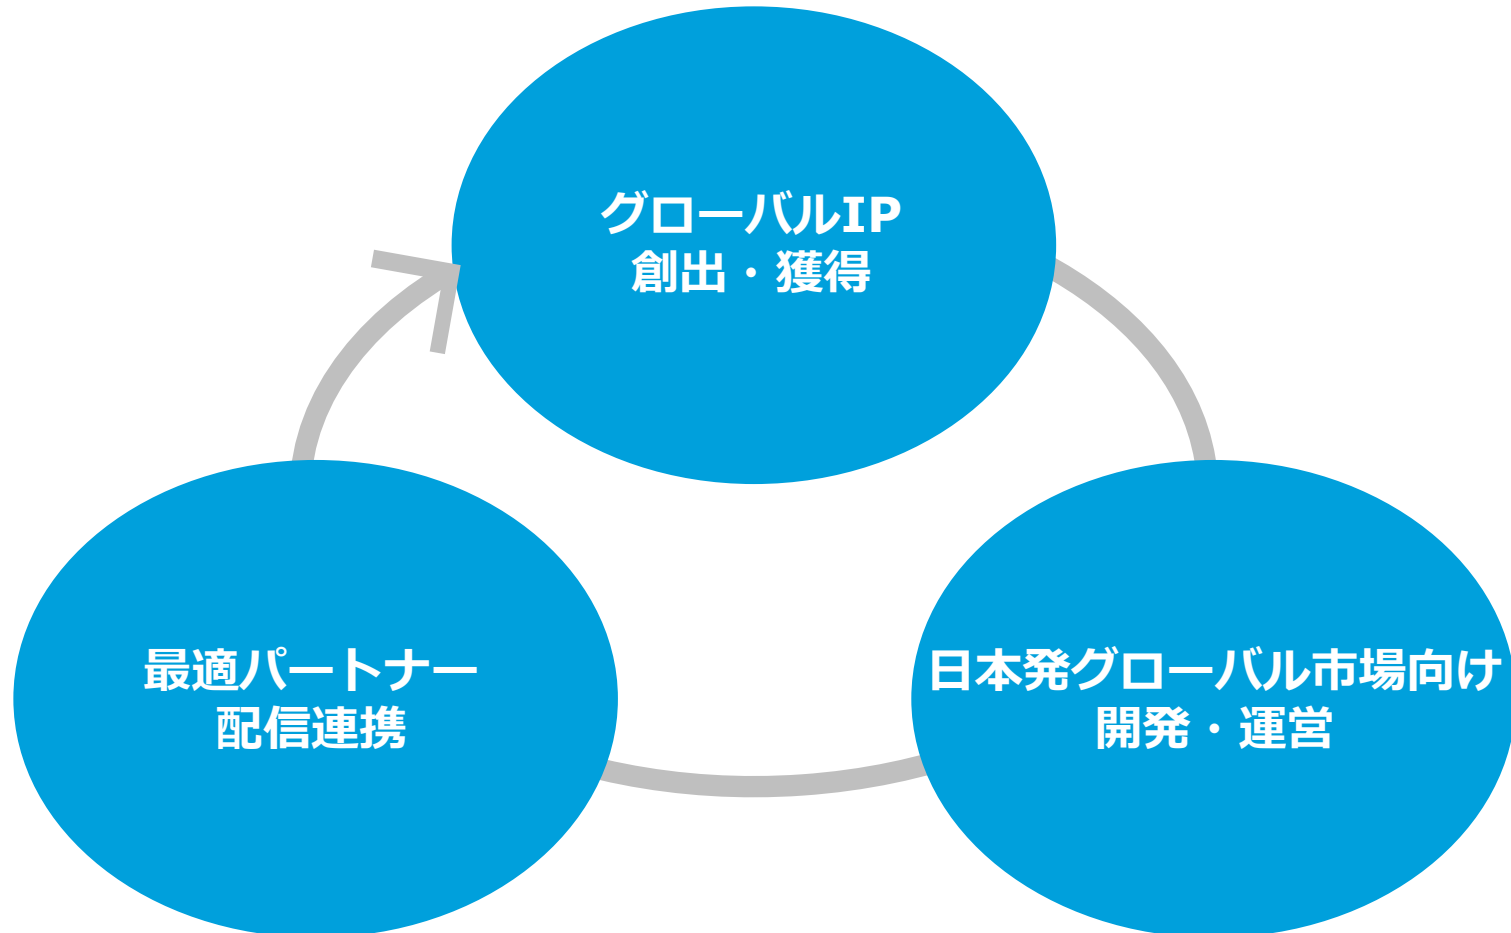 グローバルIP
創出・獲得
最適パートナー
配信連携
日本発グローバル市場向け
開発・運営